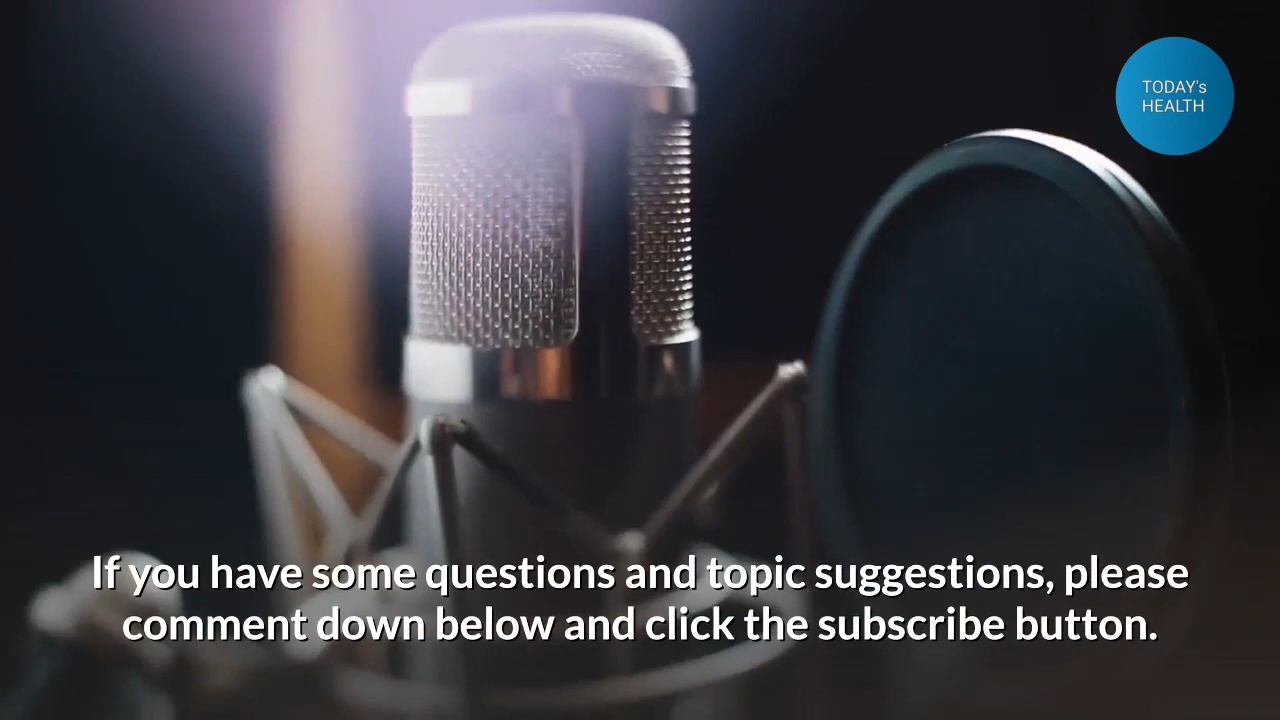 TODAY's
HEALTH
If you have some questions and topic suggestions, please
comment down below and click the subscribe button.